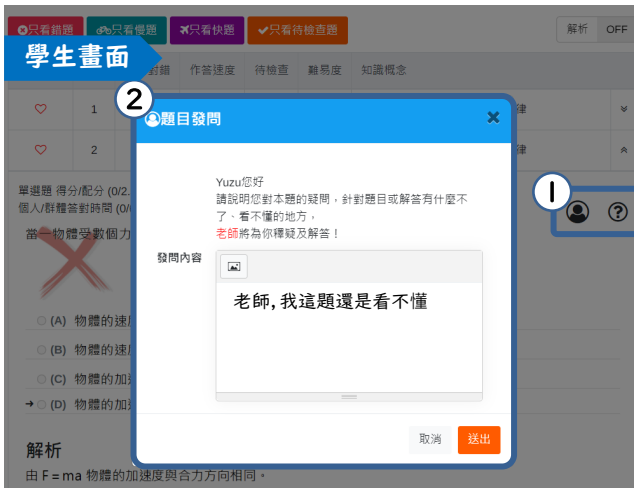 只看錯題 只看慢題 只看快題 只看待檢查題 解析 OFF
學生畫面
對錯 作答速度 待檢查 難易度 知識概念
1 律
2 律
2
題目發問
Yuzu您好
請說明您對本題的疑問，針對題目或解答有什麼不
了、看不懂的地方，
老師將為你釋疑及解答！
發問內容
老師,我這題還是看不懂
取消 送出
1
單選題 得分/配分 (0/2.
個人/群體答對時間 (0/
當一物體受數個力
(A) 物體的速
(B) 物體的速
(C) 物體的加
(D) 物體的加
解析
由 F = ma 物體的加速度與合力方向相同。